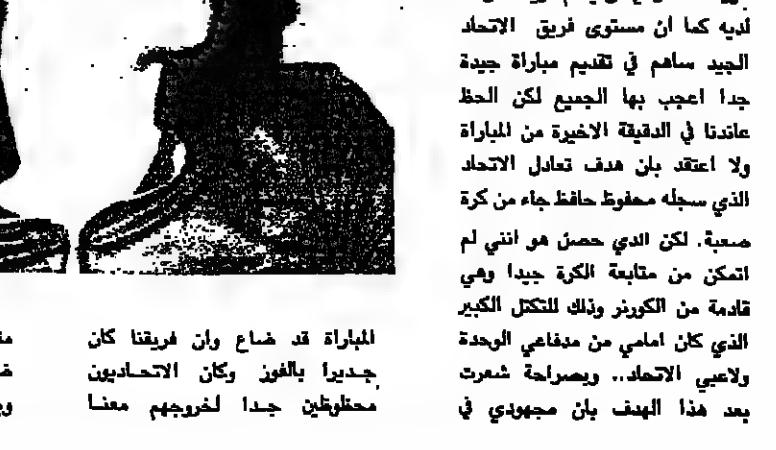 لديه كما ان مستوى فريق الاتحاد
الجيد ساهم في تقديم مباراة جيدة
جدا اعجب بها الجميع لكن الحظ
عاندنا في الدقيقة الاخيرة من المباراة
ولا اعتقد بان هدف تعادل الاتحاد
الذي سجله محفوظ حافظ جاء من كرة
صعبة. لكن الذي حصل هو انني لم
اتمكن من متابعة الكرة جيدا وهي
قادمة من الكورنر وذلك للتكتل الكبير
الذي كان امامي من مدفاعي الوحدة
ولاعبي الاتحاد.. وبصراحة شعرت
بعد هذا الهدف بان مجهودي في
المباراة قد ضاع وان فريقنا كان
جديرا بالفوز وكان الاتحاديون
محظوظين جدا لخروجهم معنا